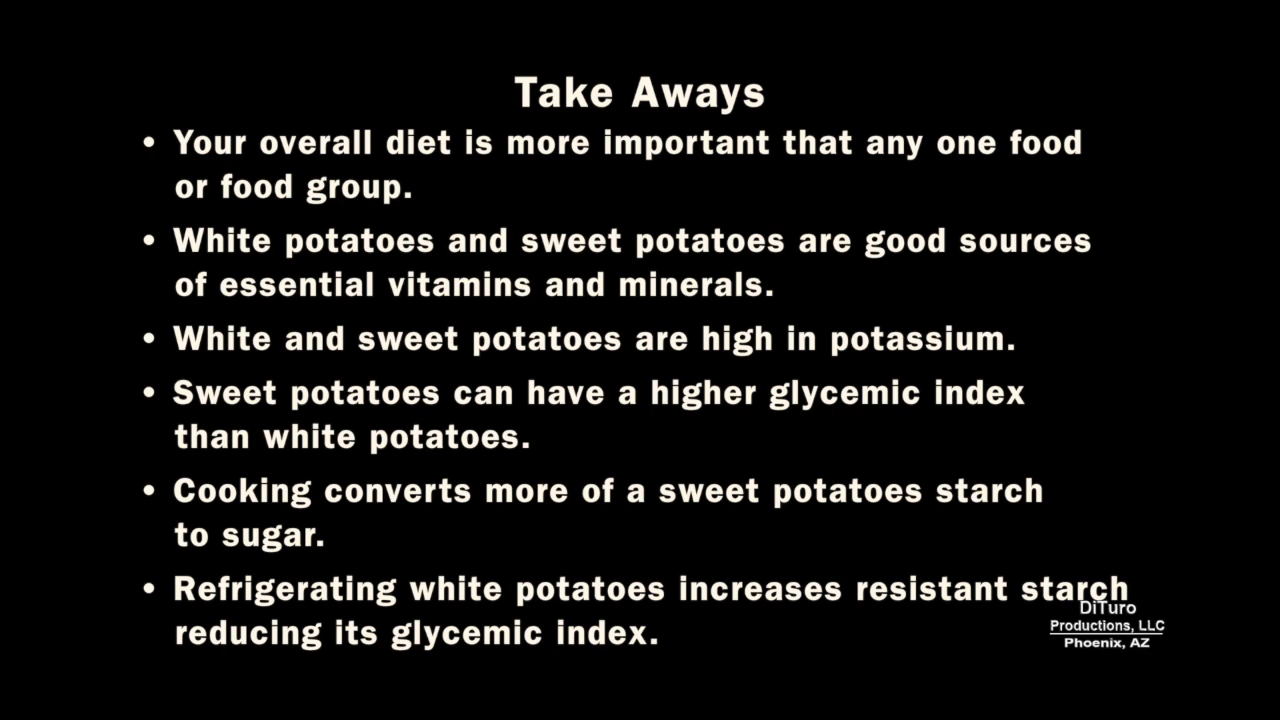 Take Aways
• Your overall diet is more important that any one food
or food group.
• White potatoes and sweet potatoes are good sources
of essential vitamins and minerals.
• White and sweet potatoes are high in potassium.
• Sweet potatoes can have a higher glycemic index
than white potatoes.
• Cooking converts more of a sweet potatoes starch
to sugar.
• Refrigerating white potatoes increases resistant starch
reducing its glycemic index.
DiTuro
Productions, LLC
Phoenix, AZ